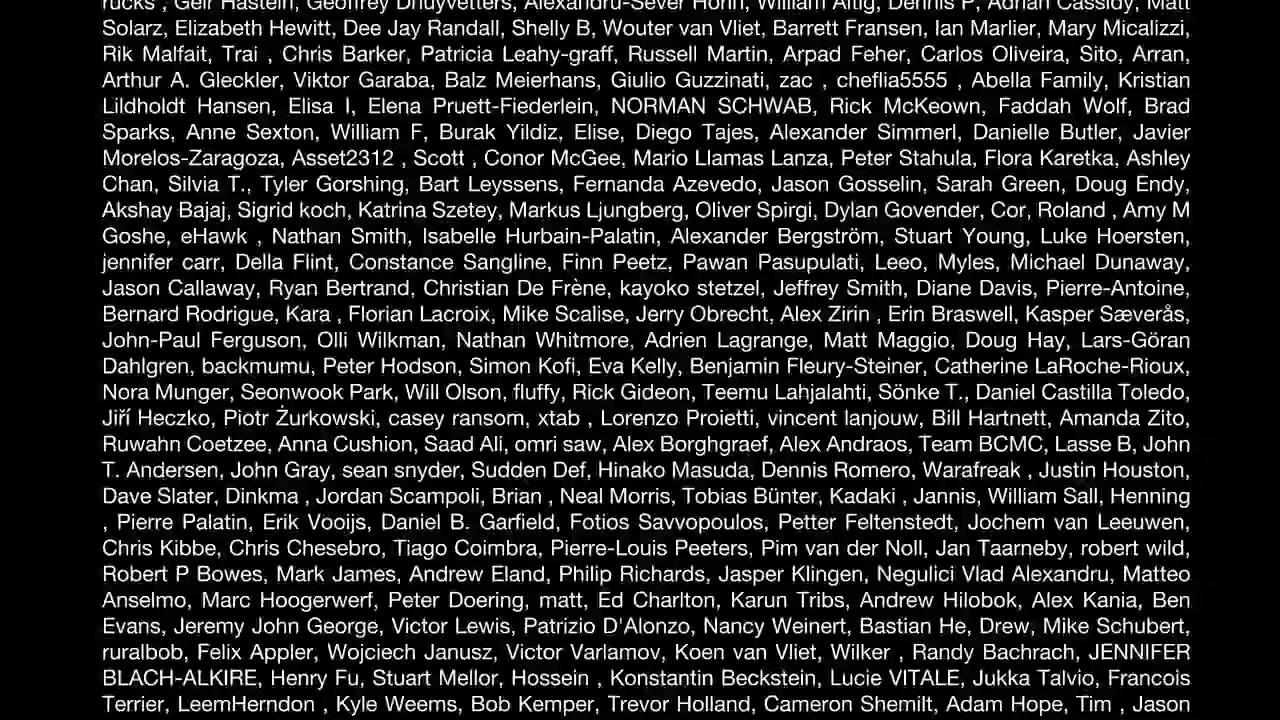 rucks , Geir Hastein, Geoffrey Dhuyvetters, Alexandru-Sever Horin, William Altig, Dennis P, Adrian Cassidy, Matt
Solarz, Elizabeth Hewitt, Dee Jay Randall, Shelly B, Wouter van Vliet, Barrett Fransen, Ian Marlier, Mary Micalizzi,
Rik Malfait, Trai , Chris Barker, Patricia Leahy-graff, Russell Martin, Arpad Feher, Carlos Oliveira, Sito, Arran,
Arthur A. Gleckler, Viktor Garaba, Balz Meierhans, Giulio Guzzinati, zac , cheflia5555 , Abella Family, Kristian
Lildholdt Hansen, Elisa I, Elena Pruett-Fiederlein, NORMAN SCHWAB, Rick McKeown, Faddah Wolf, Brad
Sparks, Anne Sexton, William F, Burak Yildiz, Elise, Diego Tajes, Alexander Simmerl, Danielle Butler, Javier
Morelos-Zaragoza, Asset2312 , Scott , Conor McGee, Mario Llamas Lanza, Peter Stahula, Flora Karetka, Ashley
Chan, Silvia T., Tyler Gorshing, Bart Leyssens, Fernanda Azevedo, Jason Gosselin, Sarah Green, Doug Endy,
Akshay Bajaj, Sigrid koch, Katrina Szetey, Markus Ljungberg, Oliver Spirgi, Dylan Govender, Cor, Roland , Amy M
Goshe, eHawk , Nathan Smith, Isabelle Hurbain-Palatin, Alexander Bergström, Stuart Young, Luke Hoersten,
jennifer carr, Della Flint, Constance Sangline, Finn Peetz, Pawan Pasupulati, Leeo, Myles, Michael Dunaway,
Jason Callaway, Ryan Bertrand, Christian De Frène, kayoko stetzel, Jeffrey Smith, Diane Davis, Pierre-Antoine,
Bernard Rodrigue, Kara , Florian Lacroix, Mike Scalise, Jerry Obrecht, Alex Zirin , Erin Braswell, Kasper Sæverås,
John-Paul Ferguson, Olli Wilkman, Nathan Whitmore, Adrien Lagrange, Matt Maggio, Doug Hay, Lars-Göran
Dahlgren, backmumu, Peter Hodson, Simon Kofi, Eva Kelly, Benjamin Fleury-Steiner, Catherine LaRoche-Rioux,
Nora Munger, Seonwook Park, Will Olson, fluffy, Rick Gideon, Teemu Lahjalahti, Sönke T., Daniel Castilla Toledo,
Jiří Heczko, Piotr Żurkowski, casey ransom, xtab , Lorenzo Proietti, vincent lanjouw, Bill Hartnett, Amanda Zito,
Ruwahn Coetzee, Anna Cushion, Saad Ali, omri saw, Alex Borghgraef, Alex Andraos, Team BCMC, Lasse B, John
T. Andersen, John Gray, sean snyder, Sudden Def, Hinako Masuda, Dennis Romero, Warafreak , Justin Houston,
Dave Slater, Dinkma , Jordan Scampoli, Brian , Neal Morris, Tobias Bünter, Kadaki , Jannis, William Sall, Henning
, Pierre Palatin, Erik Vooijs, Daniel B. Garfield, Fotios Savvopoulos, Petter Feltenstedt, Jochem van Leeuwen,
Chris Kibbe, Chris Chesebro, Tiago Coimbra, Pierre-Louis Peeters, Pim van der Noll, Jan Taarneby, robert wild,
Robert P Bowes, Mark James, Andrew Eland, Philip Richards, Jasper Klingen, Negulici Vlad Alexandru, Matteo
Anselmo, Marc Hoogerwerf, Peter Doering, matt, Ed Charlton, Karun Tribs, Andrew Hilobok, Alex Kania, Ben
Evans, Jeremy John George, Victor Lewis, Patrizio D'Alonzo, Nancy Weinert, Bastian He, Drew, Mike Schubert,
ruralbob, Felix Appler, Wojciech Janusz, Victor Varlamov, Koen van Vliet, Wilker , Randy Bachrach, JENNIFER
BLACH-ALKIRE, Henry Fu, Stuart Mellor, Hossein , Konstantin Beckstein, Lucie VITALE, Jukka Talvio, Francois
Terrier, LeemHerndon , Kyle Weems, Bob Kemper, Trevor Holland, Cameron Shemilt, Adam Hope, Tim , Jason